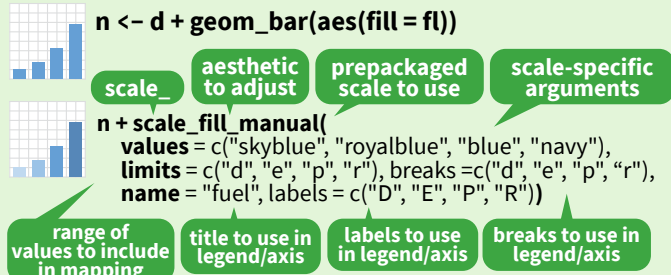 n <– d + geom_bar(aes(fill = fl))
scale_
aesthetic
to adjust
prepackaged
scale to use
scale-specific
arguments
n + scale_fill_manual(
values = c("skyblue", "royalblue", "blue", "navy"),
limits = c("d", "e", "p", "r"), breaks =c("d", "e", "p", “r"),
name = "fuel", labels = c("D", "E", "P", "R"))
range of
values to include
in mapping
title to use in
legend/axis
labels to use
in legend/axis
breaks to use in
legend/axis